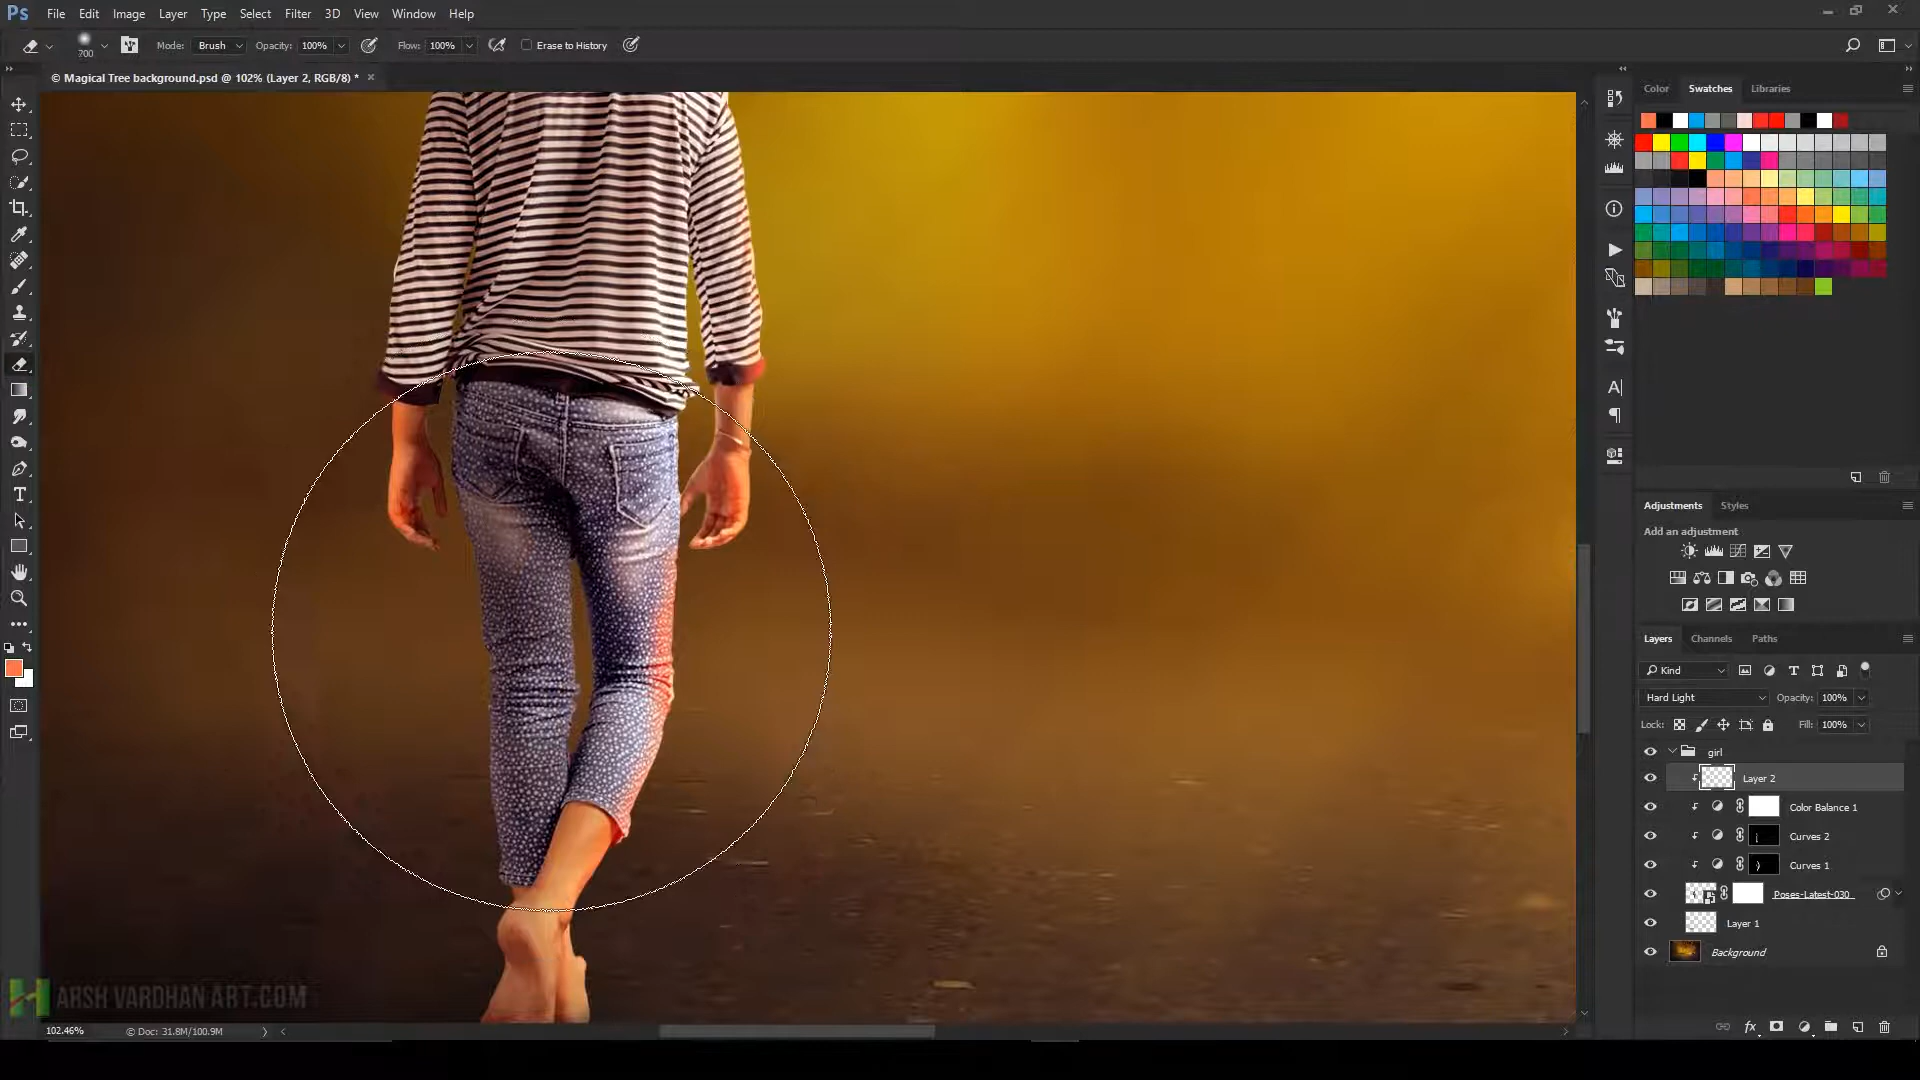 Ps File Edit Image Layer Type Select Filter 3D View Window Help
700 Mode: Brush Opacity: 100% Flow: 100% Erase to History
© Magical Tree background.psd @ 102% (Layer 2, RGB/8) * ×
Color Swatches Libraries
Adjustments Styles
Add an adjustment
Layers Channels Paths
Kind
Hard Light Opacity: 100%
Lock: Fill: 100%
girl
Layer 2
Color Balance 1
Curves 2
Curves 1
Poses-Latest-030
Layer 1
Background
ARSH VARDHAN ART.COM
102.46% © Doc: 31.8M/100.9M